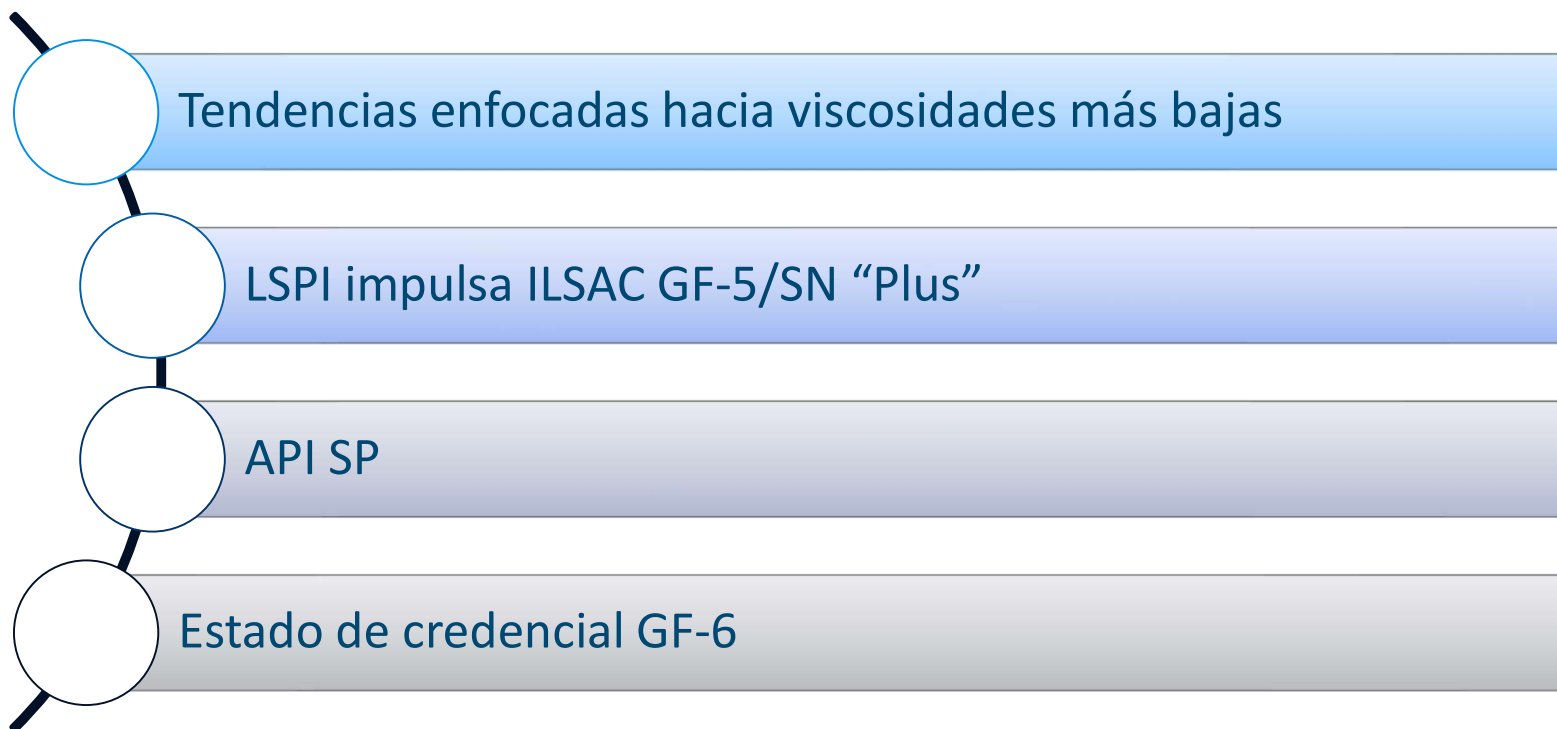 Tendencias enfocadas hacia viscosidades más bajas
LSPI impulsa ILSAC GF-5/SN “Plus”
API SP
Estado de credencial GF-6